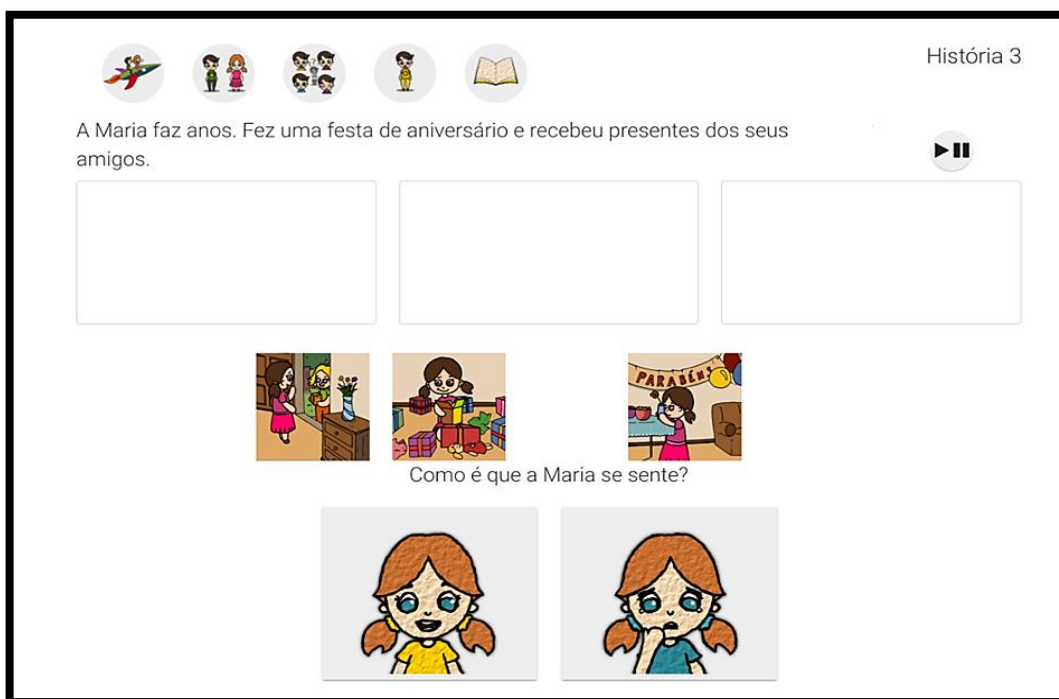 História 3
A Maria faz anos. Fez uma festa de aniversário e recebeu presentes dos seus
amigos.
PARABÉNS
Como é que a Maria se sente?